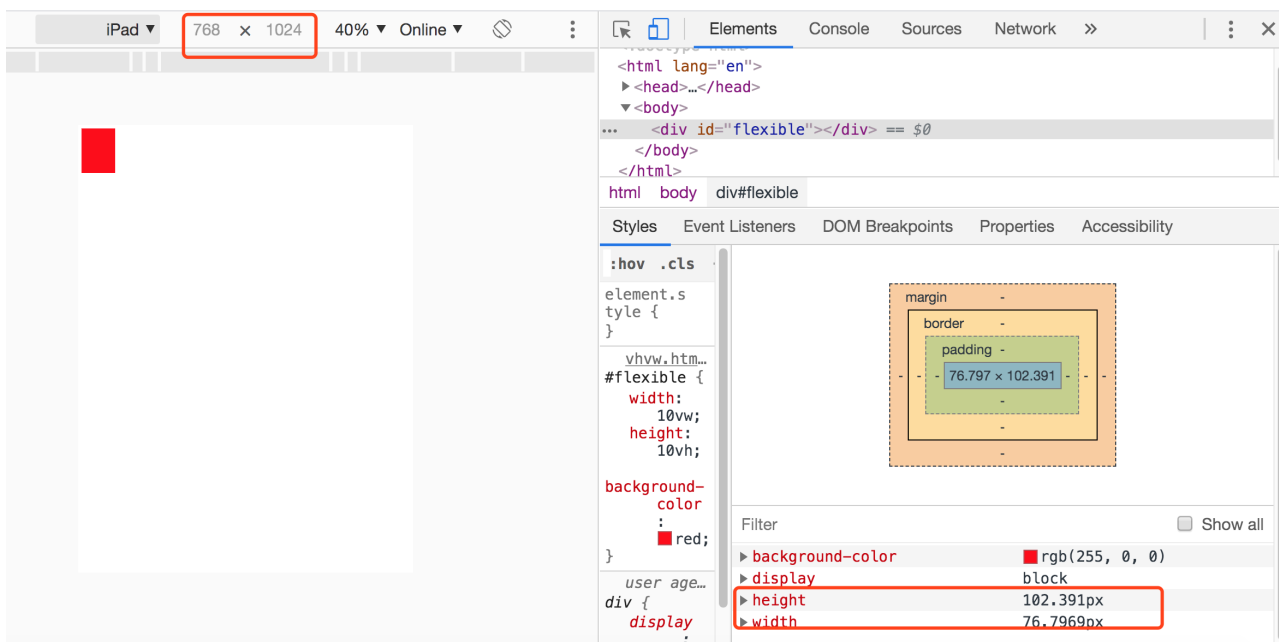 iPad ▼ 768 × 1024 40% ▼ Online ▼
Elements Console Sources Network »
<!doctype html>
<html lang="en">
▶<head>…</head>
▼<body>
… <div id="flexible"></div> == $0
</body>
</html>
html body div#flexible
Styles Event Listeners DOM Breakpoints Properties Accessibility
:hov .cls
element.s
tyle {
}
vhvw.htm…
#flexible {
width:
10vw;
height:
10vh;
background-
color
:
red;
}
user age…
div {
display
:
margin -
border -
padding -
- - - 76.797 × 102.391 - - -
-
-
-
Filter Show all
▶background-color rgb(255, 0, 0)
▶display block
▶height 102.391px
▶width 76.7969px